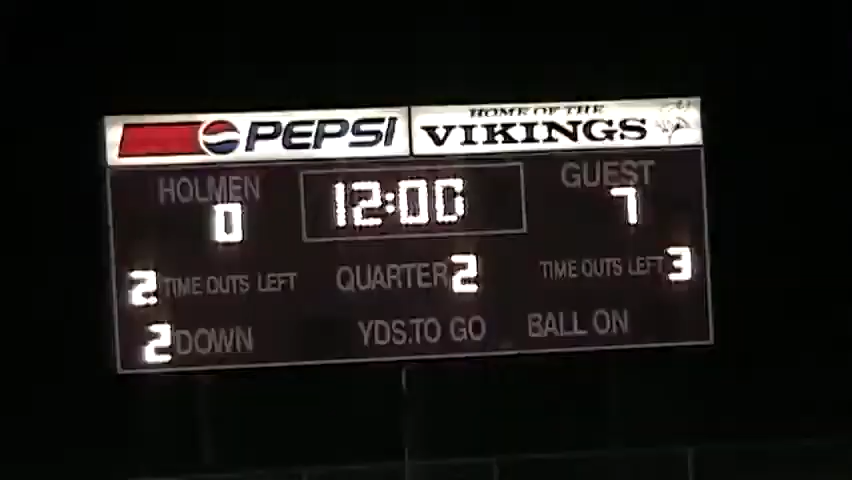 PEPSI
HOME OF THE
VIKINGS
HOLMEN 12:00 GUEST
0 7
2 TIME OUTS LEFT QUARTER 2 TIME OUTS LEFT 3
2 DOWN YDS.TO GO BALL ON